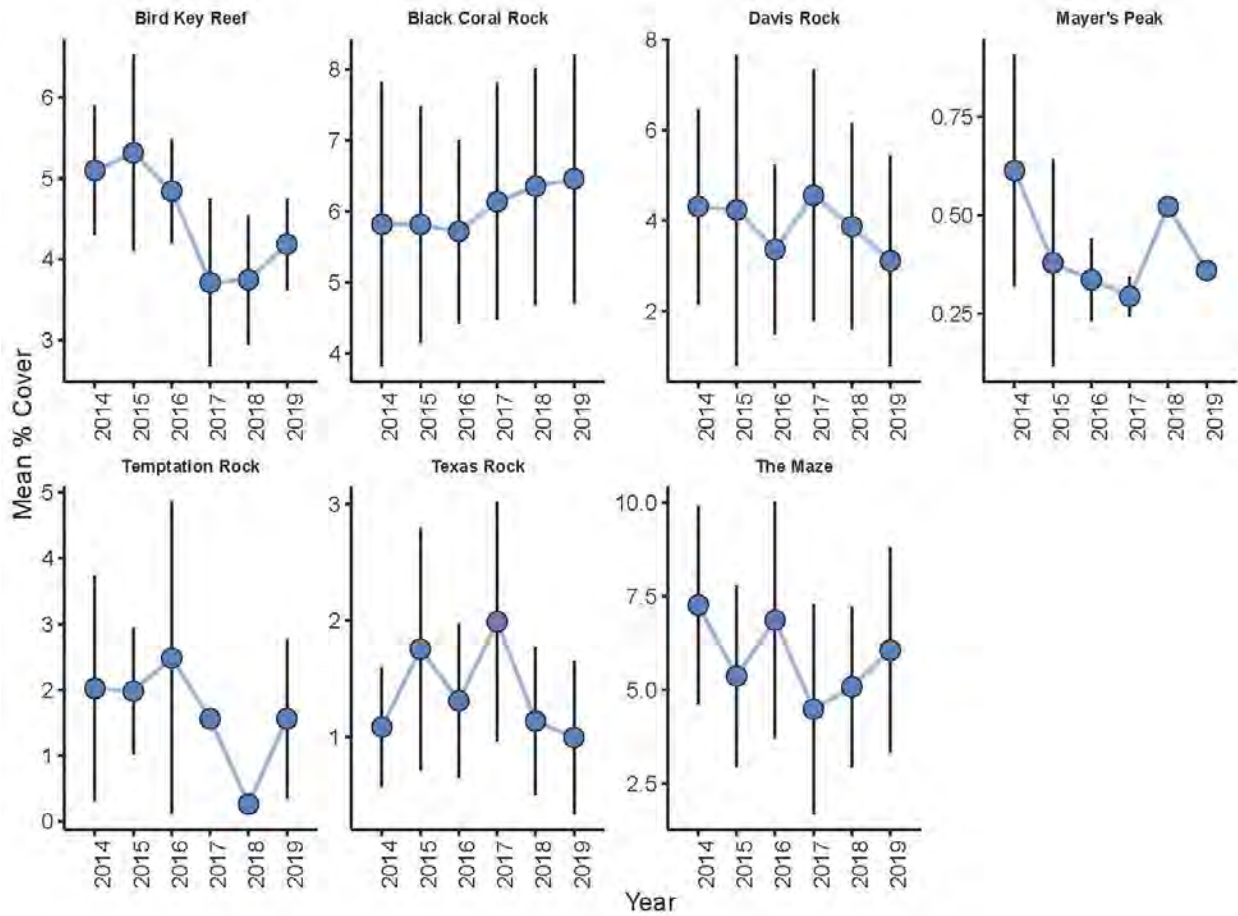 Bird Key Reef Black Coral Rock Davis Rock Mayer's Peak
6
5
4
3
8
7
6
5
4
8
6
4
2
0.75
0.50
0.25
2014 2015 2016 2017 2018 2019
2014 2015 2016 2017 2018 2019
2014 2015 2016 2017 2018 2019
2014 2015 2016 2017 2018 2019
Mean % Cover
Temptation Rock Texas Rock The Maze
5
4
3
2
1
0
3
2
1
10.0
7.5
5.0
2.5
2014 2015 2016 2017 2018 2019
2014 2015 2016 2017 2018 2019
2014 2015 2016 2017 2018 2019
Year